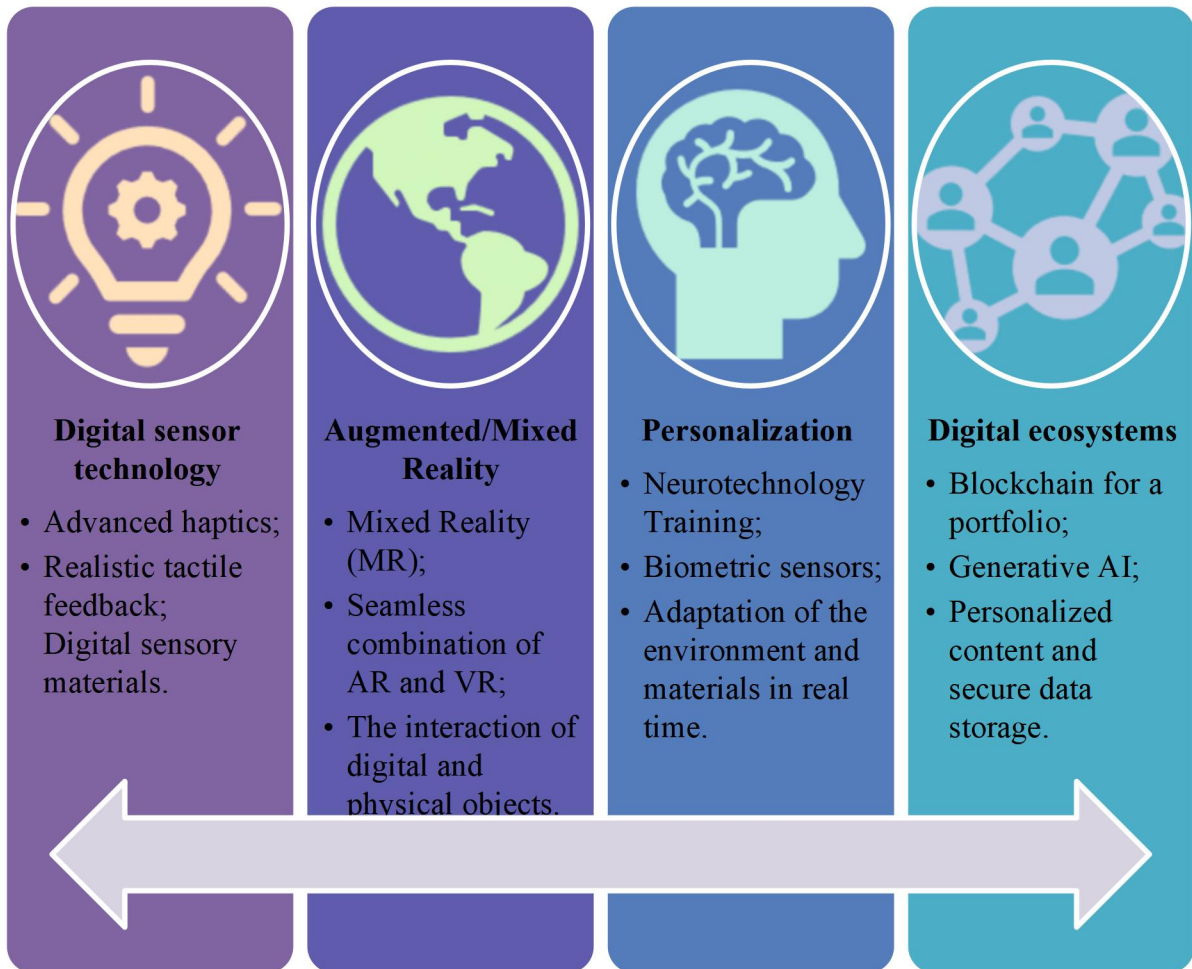 Digital sensor
technology
• Advanced haptics;
• Realistic tactile
feedback;
Digital sensory
materials.
Augmented/Mixed
Reality
• Mixed Reality
(MR);
• Seamless
combination of
AR and VR;
• The interaction of
digital and
physical objects.
Personalization
• Neurotechnology
Training;
• Biometric sensors;
• Adaptation of the
environment and
materials in real
time.
Digital ecosystems
• Blockchain for a
portfolio;
• Generative AI;
• Personalized
content and
secure data
storage.